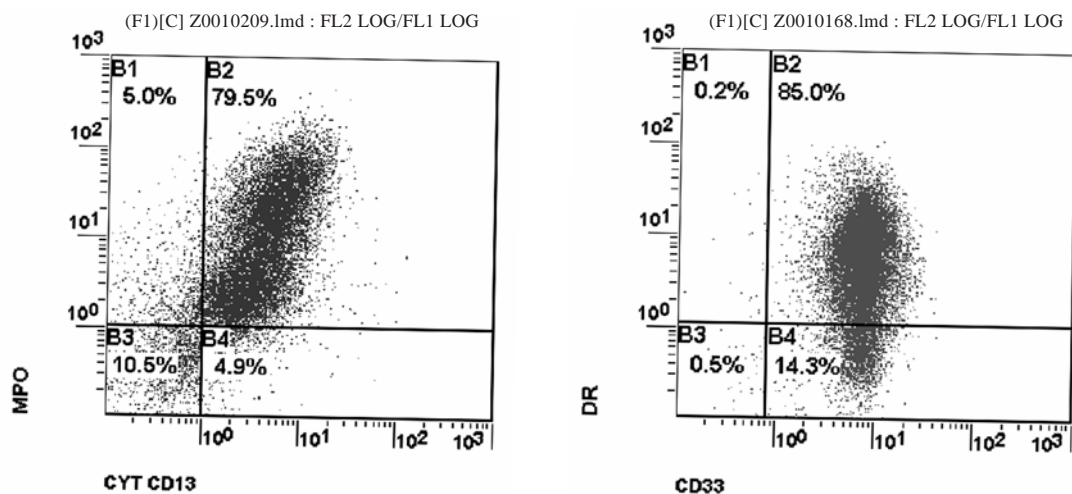 (F1)[C] Z0010209.lmd : FL2 LOG/FL1 LOG
10³
B1
B2
5.0%
79.5%
10²
10¹
10⁰
B3
B4
10.5%
4.9%
MPO
10⁰
10¹
10²
10³
CYT CD13
(F1)[C] Z0010168.lmd : FL2 LOG/FL1 LOG
10³
B1
B2
0.2%
85.0%
10²
10¹
10⁰
B3
B4
0.5%
14.3%
DR
10⁰
10¹
10²
10³
CD33